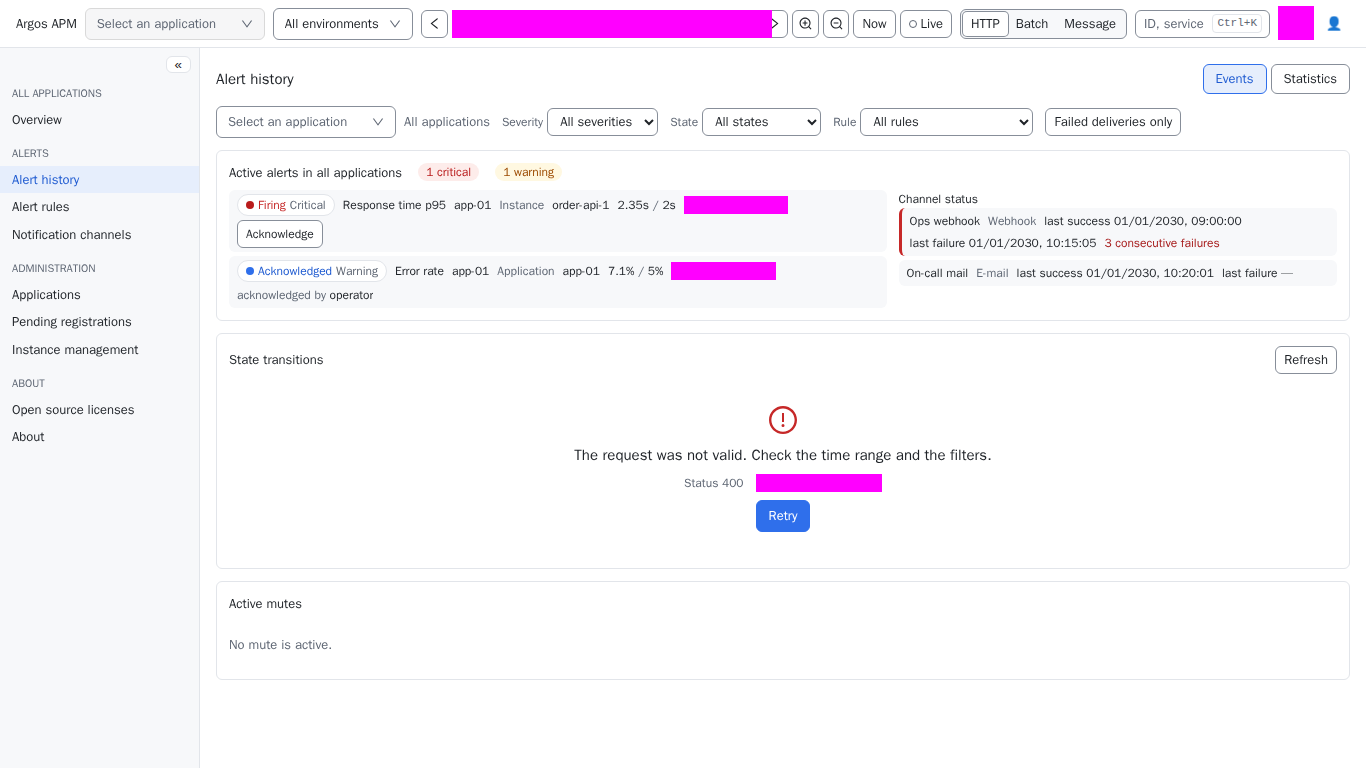 Argos APM
Select an application
All environments
Now
Live
HTTP
Batch
Message
ID, service
Ctrl+K
«
ALL APPLICATIONS
Overview
ALERTS
Alert history
Alert rules
Notification channels
ADMINISTRATION
Applications
Pending registrations
Instance management
ABOUT
Open source licenses
About
Alert history
Events
Statistics
Select an application
All applications
Severity
All severities
State
All states
Rule
All rules
Failed deliveries only
Active alerts in all applications
1 critical
1 warning
Firing Critical Response time p95 app-01 Instance order-api-1 2.35s / 2s
Acknowledge
Acknowledged Warning Error rate app-01 Application app-01 7.1% / 5%
acknowledged by operator
Channel status
Ops webhook Webhook last success 01/01/2030, 09:00:00
last failure 01/01/2030, 10:15:05 3 consecutive failures
On-call mail E-mail last success 01/01/2030, 10:20:01 last failure —
State transitions
Refresh
The request was not valid. Check the time range and the filters.
Status 400
Retry
Active mutes
No mute is active.